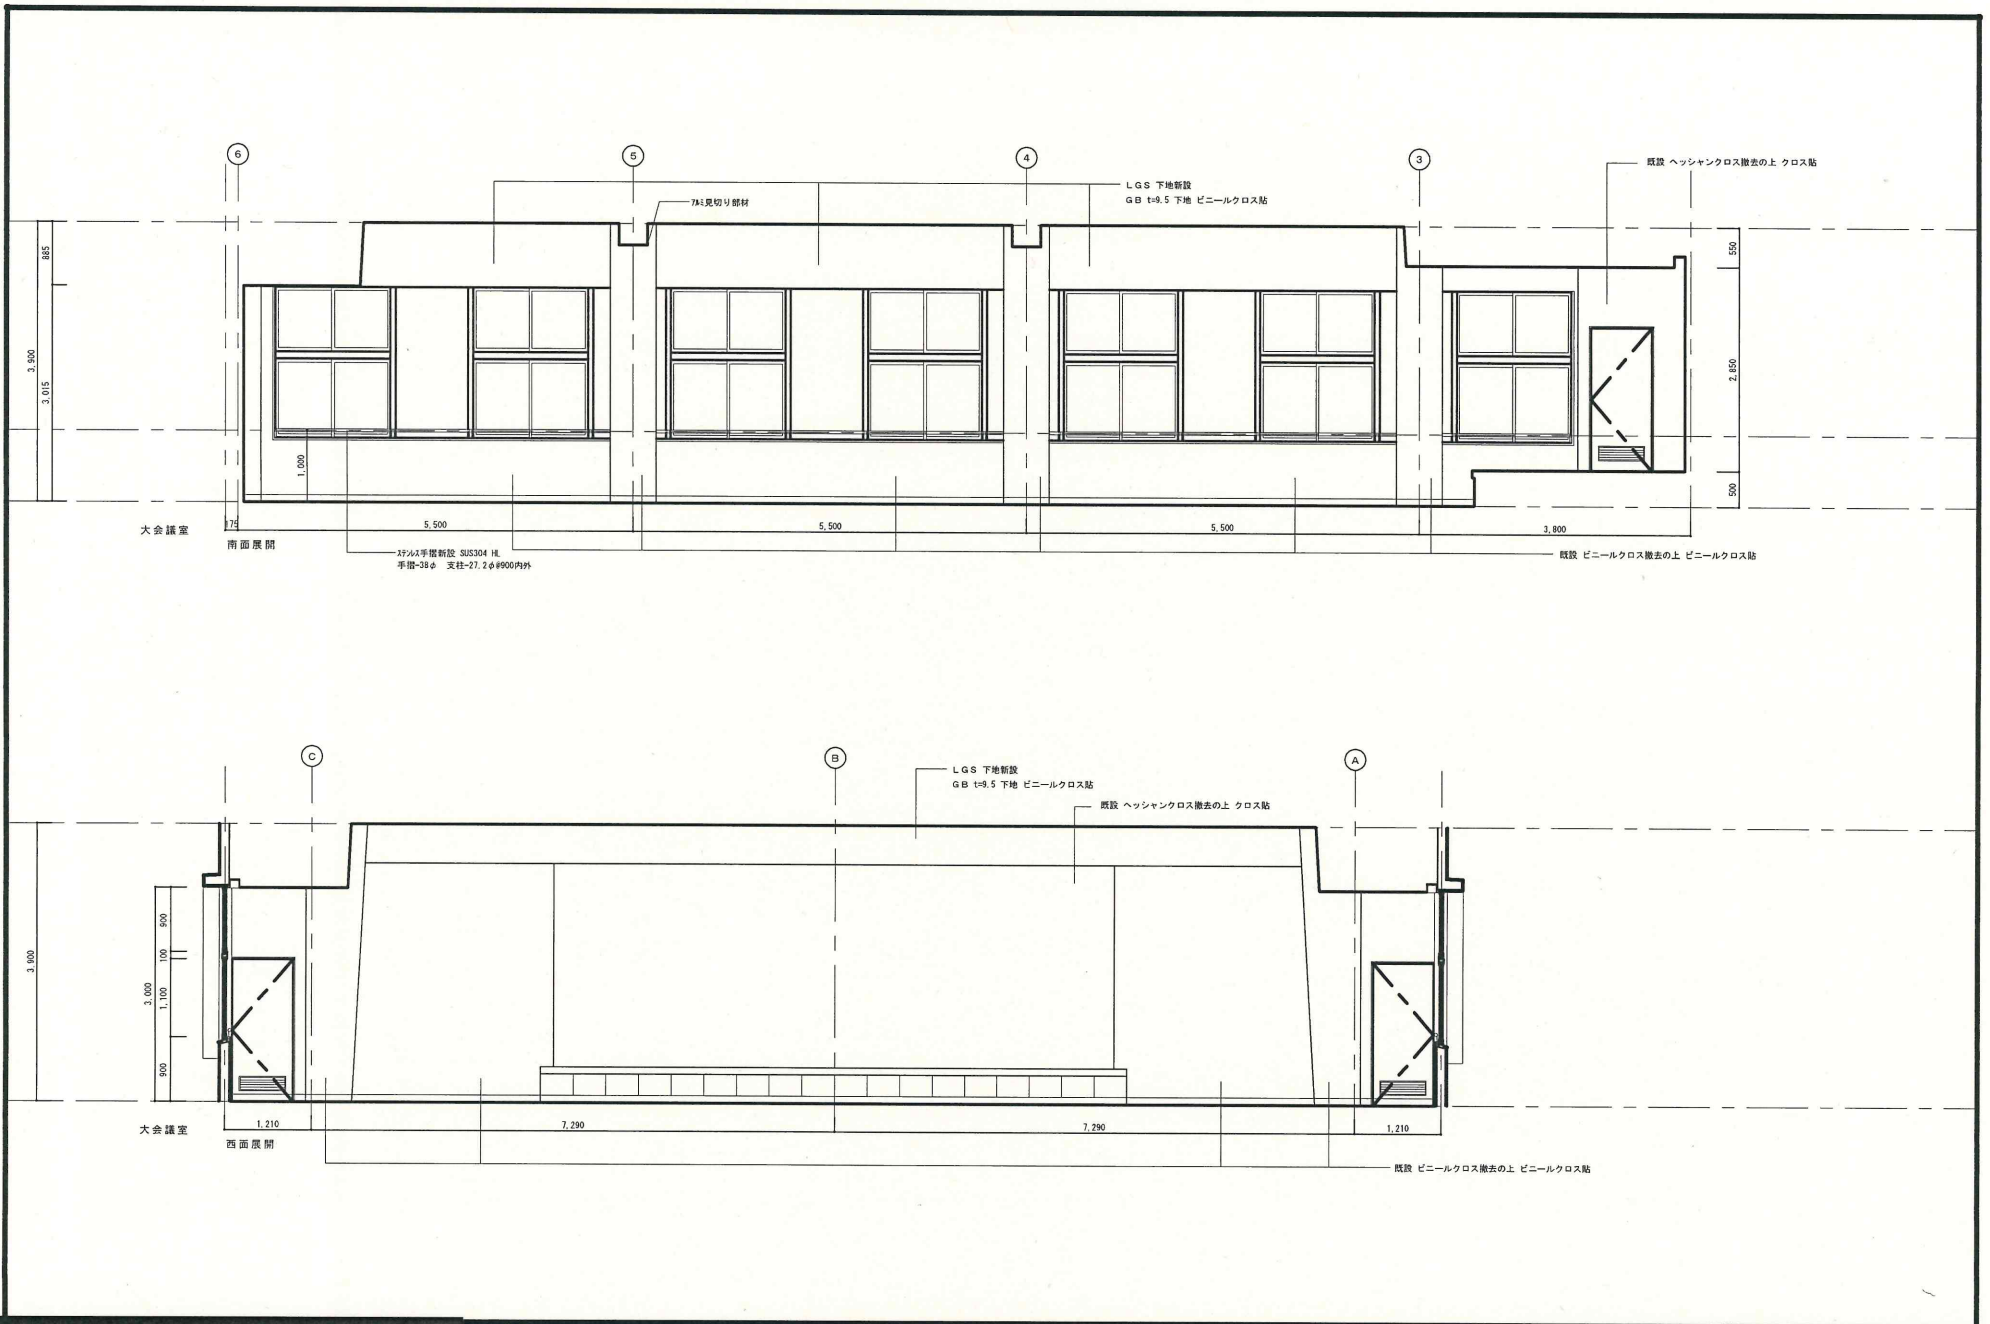 6
5
4
3
既設 ヘッシャンクロス撤去の上 クロス貼
LGS 下地新設
GB t=9.5 下地 ビニールクロス貼
ｱﾙﾐ見切り部材
885
3,900
3,015
550
2,850
500
1,000
175
5,500
5,500
5,500
3,800
大会議室
南面展開
ｽﾃﾝﾚｽ手摺新設 SUS304 HL
手摺-38φ 支柱-27.2φ@900内外
既設 ビニールクロス撤去の上 ビニールクロス貼
C
B
A
LGS 下地新設
GB t=9.5 下地 ビニールクロス貼
既設 ヘッシャンクロス撤去の上 クロス貼
3,900
3,000
900
100
1,100
900
1,210
7,290
7,290
1,210
大会議室
西面展開
既設 ビニールクロス撤去の上 ビニールクロス貼